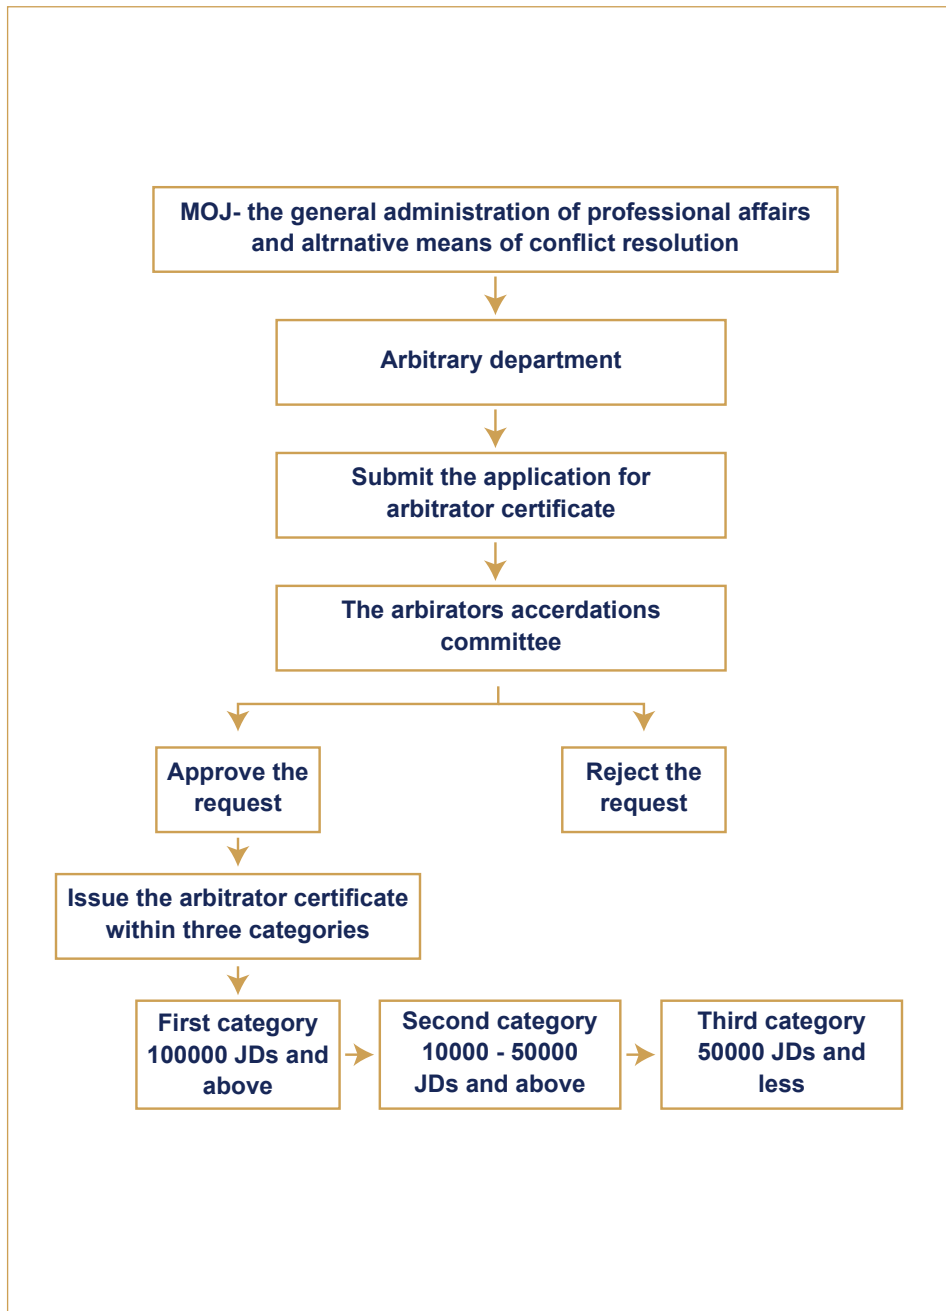 MOJ- the general administration of professional affairs
and altrnative means of conflict resolution
Arbitrary department
Submit the application for
arbitrator certificate
The arbirators accerdations
committee
Approve the
request
Reject the
request
Issue the arbitrator certificate
within three categories
First category
100000 JDs and
above
Second category
10000 - 50000
JDs and above
Third category
50000 JDs and
less